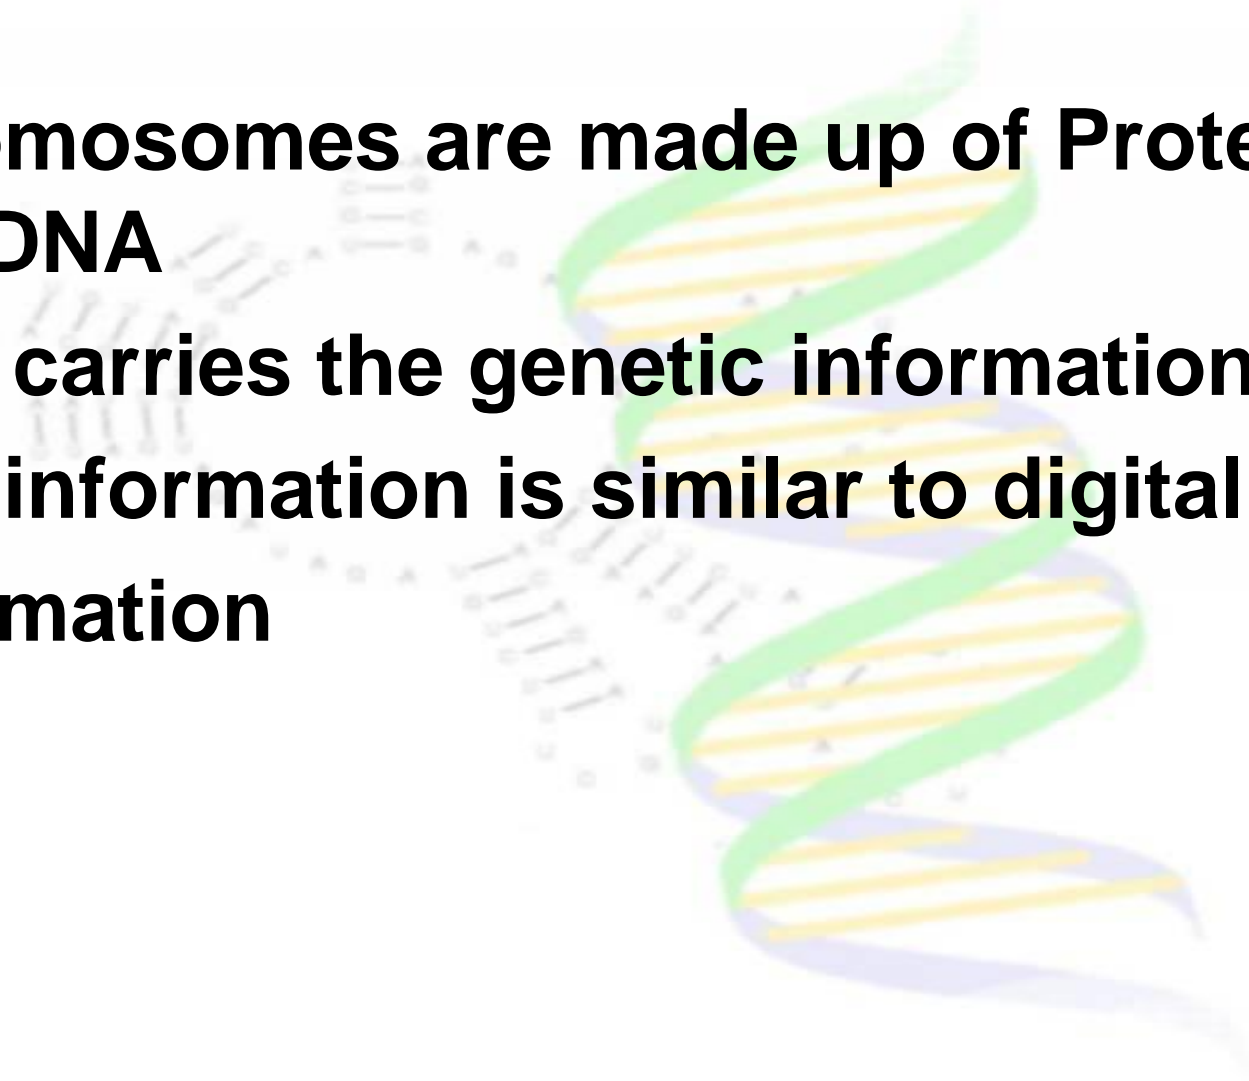 mosomes are made up of Prote
DNA
carries the genetic information
information is similar to digital
mation